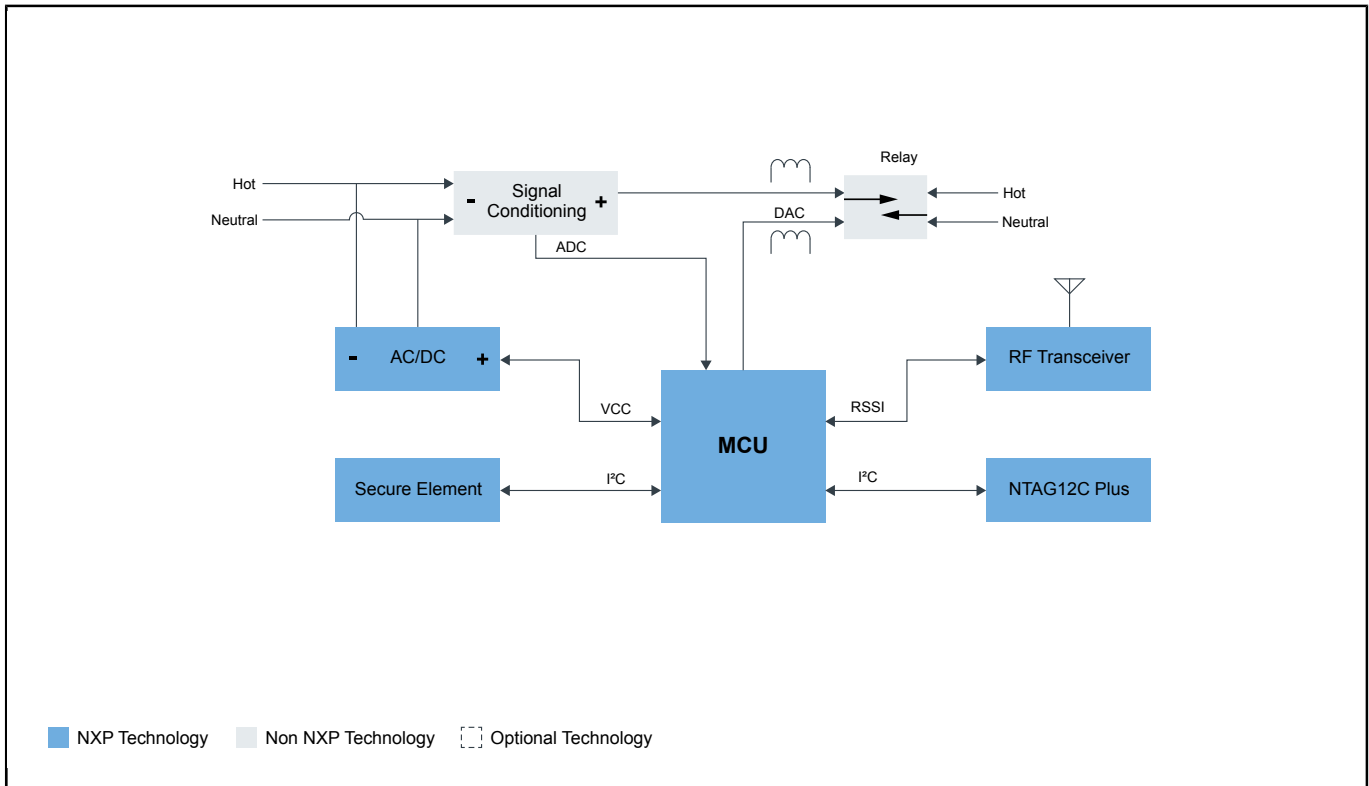 Relay
Hot
- Signal Conditioning +
Hot
Neutral
DAC
Neutral
ADC
- AC/DC +
RF Transceiver
VCC
RSSI
MCU
Secure Element
I²C
I²C
NTAG12C Plus
NXP Technology
Non NXP Technology
Optional Technology